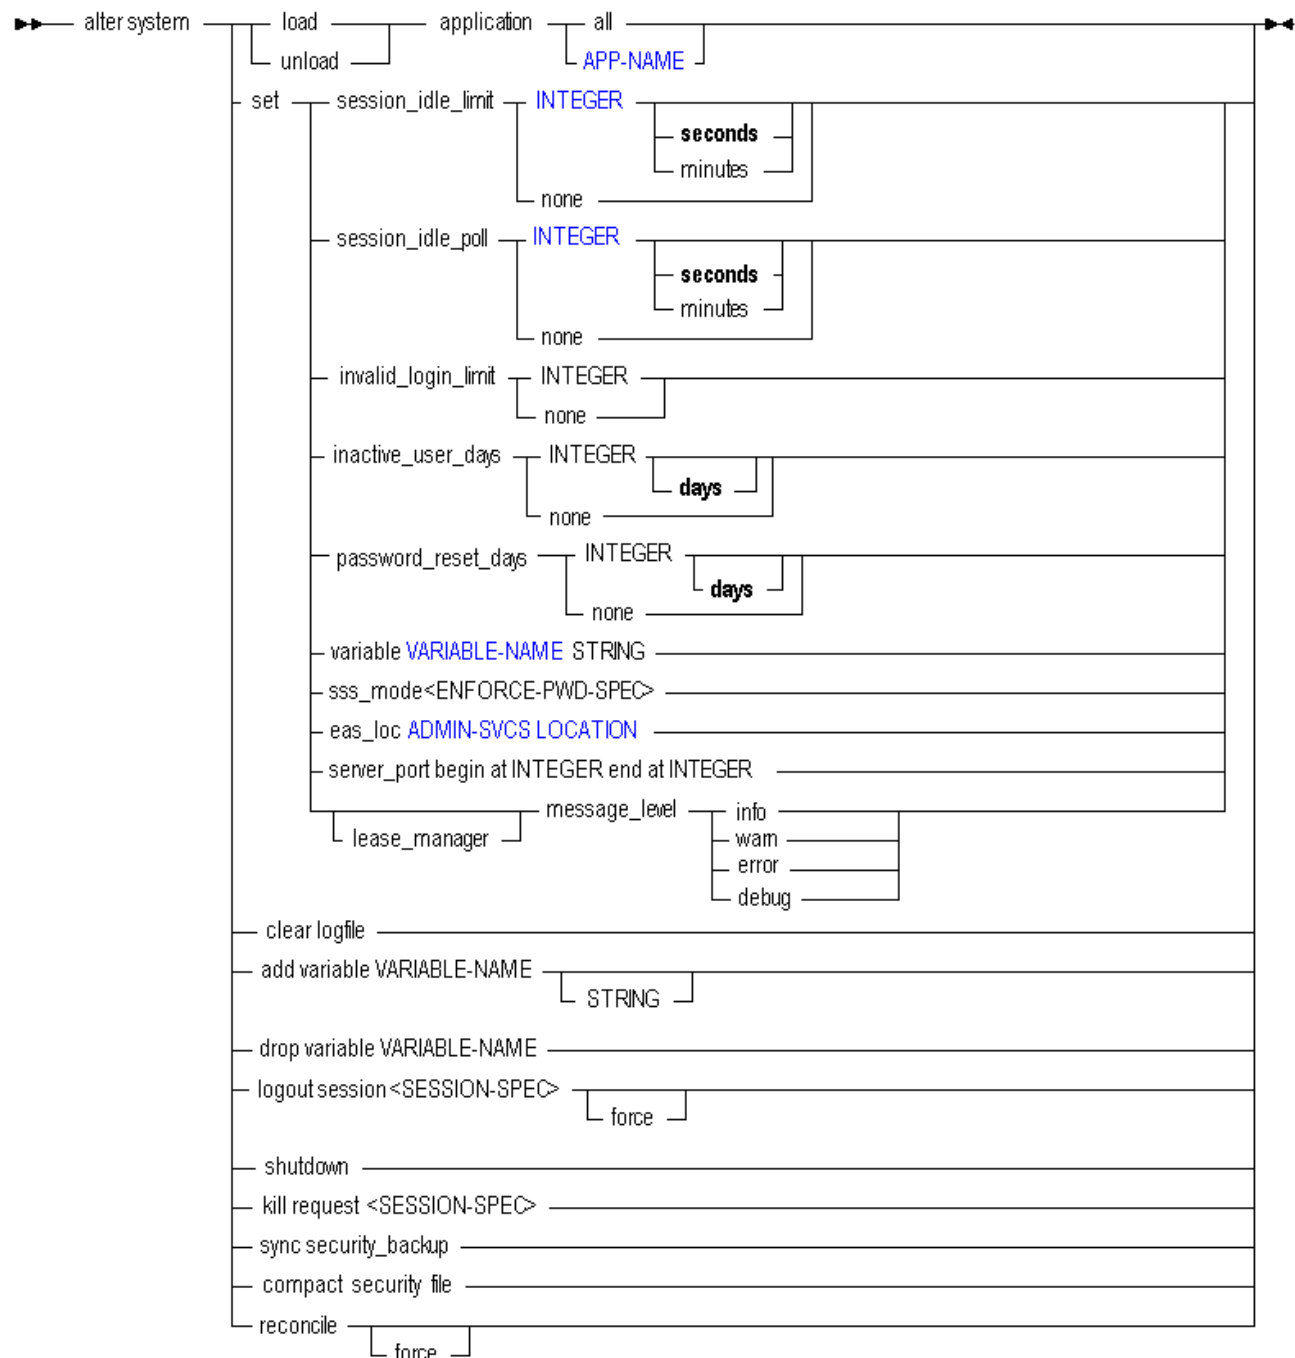 alter system load application all
unload APP-NAME
set session_idle_limit INTEGER
seconds
minutes
none
session_idle_poll INTEGER
seconds
minutes
none
invalid_login_limit INTEGER
none
inactive_user_days INTEGER
days
none
password_reset_days INTEGER
days
none
variable VARIABLE-NAME STRING
sss_mode<ENFORCE-PWD-SPEC>
eas_loc ADMIN-SVCS LOCATION
server_port begin at INTEGER end at INTEGER
message_level info
lease_manager warn
error
debug
clear logfile
add variable VARIABLE-NAME
STRING
drop variable VARIABLE-NAME
logout session <SESSION-SPEC>
force
shutdown
kill request <SESSION-SPEC>
sync security_backup
compact security file
reconcile
force